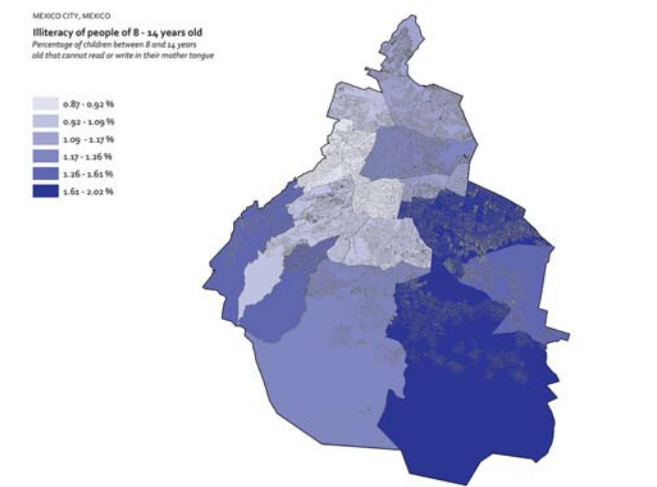 MEXICO CITY, MEXICO
Illiteracy of people of 8 - 14 years old
Percentage of children between 8 and 14 years
old that cannot read or write in their mother tongue
0.87 - 0.92 %
0.92 - 1.09 %
1.09 - 1.17 %
1.17 - 1.26 %
1.26 - 1.61 %
1.61 - 2.02 %